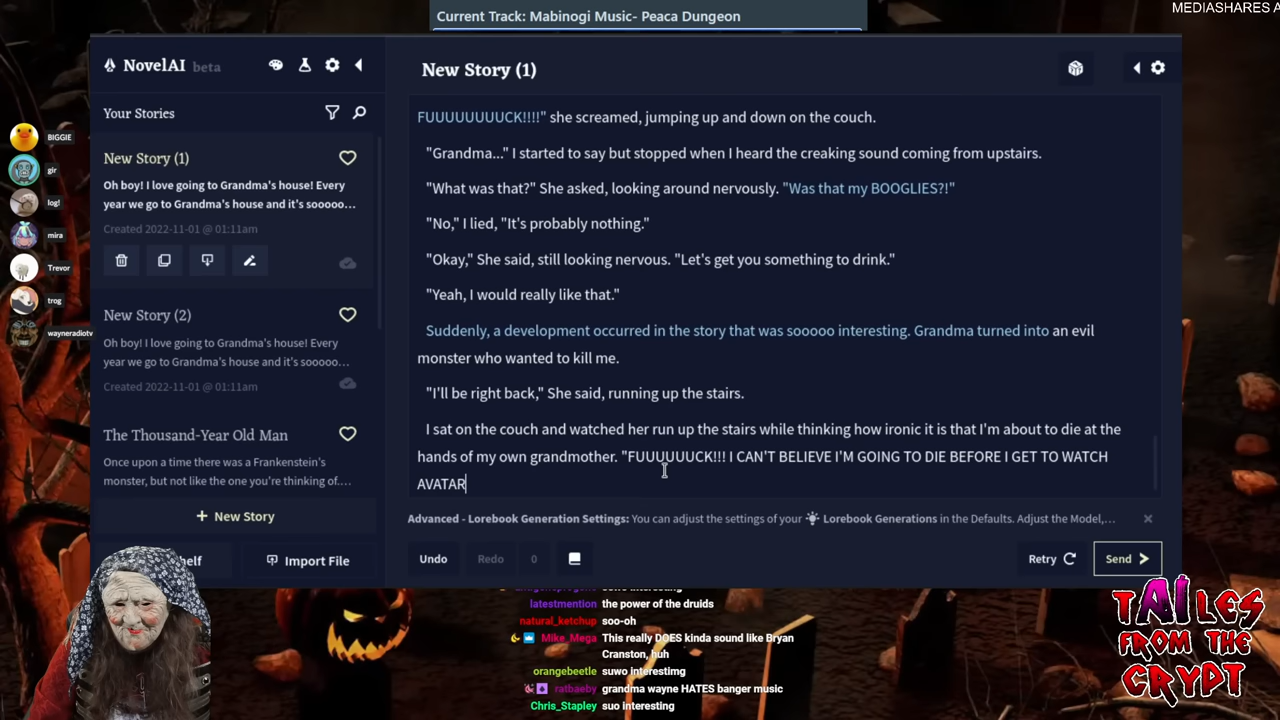 Current Track: Mabinogi Music- Peaca Dungeon
MEDIASHARES A
NovelAI beta
Your Stories
New Story (1)
Oh boy! I love going to Grandma's house! Every
year we go to Grandma's house and it's sooooo...
Created 2022-11-01 @ 01:11am
New Story (2)
Oh boy! I love going to Grandma's house! Every
year we go to Grandma's house and it's sooooo...
Created 2022-11-01 @ 01:11am
The Thousand-Year Old Man
Once upon a time there was a Frankenstein's
monster, but not like the one you're thinking of....
+ New Story
helf
Import File
BIGGIE
gir
log!
mira
Trevor
trog
wayneradiotv
New Story (1)
FUUUUUUUUCK!!!!" she screamed, jumping up and down on the couch.
"Grandma..." I started to say but stopped when I heard the creaking sound coming from upstairs.
"What was that?" She asked, looking around nervously. "Was that my BOOGLIES?!"
"No," I lied, "It's probably nothing."
"Okay," She said, still looking nervous. "Let's get you something to drink."
"Yeah, I would really like that."
Suddenly, a development occurred in the story that was sooooo interesting. Grandma turned into an evil
monster who wanted to kill me.
"I'll be right back," She said, running up the stairs.
I sat on the couch and watched her run up the stairs while thinking how ironic it is that I'm about to die at the
hands of my own grandmother. "FUUUUUUCK!!! I CAN'T BELIEVE I'M GOING TO DIE BEFORE I GET TO WATCH
AVATAR
Advanced - Lorebook Generation Settings: You can adjust the settings of your Lorebook Generations in the Defaults. Adjust the Model,...
Undo
Redo
0
Retry
Send
latestmention the power of the druids
natural_ketchup soo-oh
Mike_Mega This really DOES kinda sound like Bryan
Cranston, huh
orangebeetle suwo interestimg
ratbaeby grandma wayne HATES banger music
Chris_Stapley suo interesting
TAILES
FROM THE
CRYPT